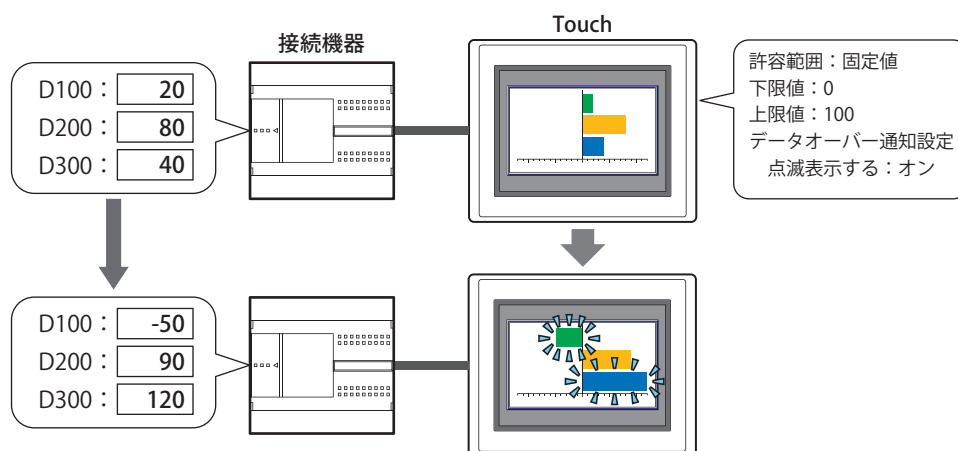 接続機器
Touch
D100： 20
D200： 80
D300： 40
許容範囲：固定値
下限値：0
上限値：100
データオーバー通知設定
点滅表示する：オン
D100： -50
D200： 90
D300： 120